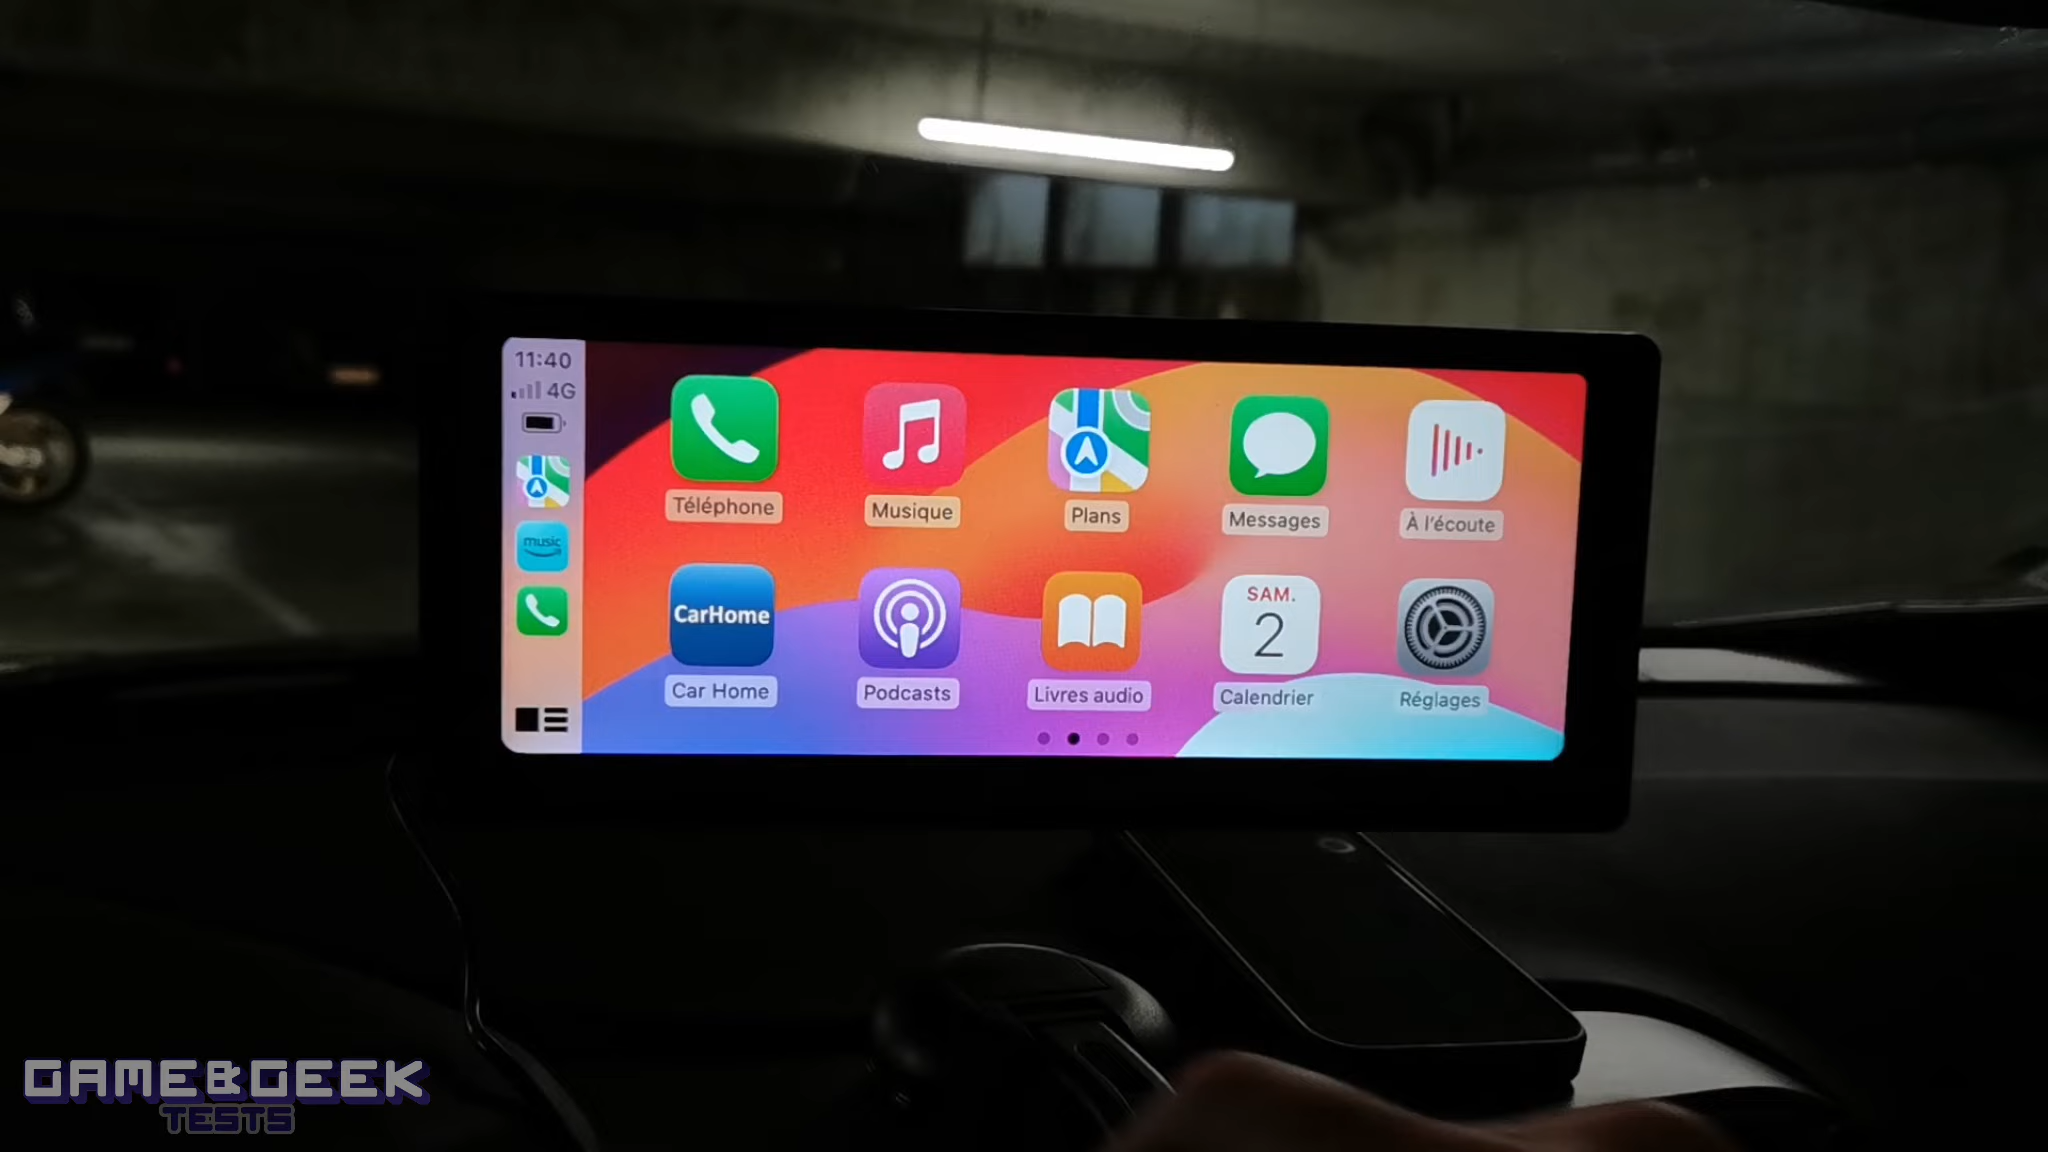 11:40
4G
music
Téléphone
Musique
Plans
Messages
À l'écoute
CarHome
SAM.
2
Car Home
Podcasts
Livres audio
Calendrier
Réglages
GAME&GEEK
TESTS